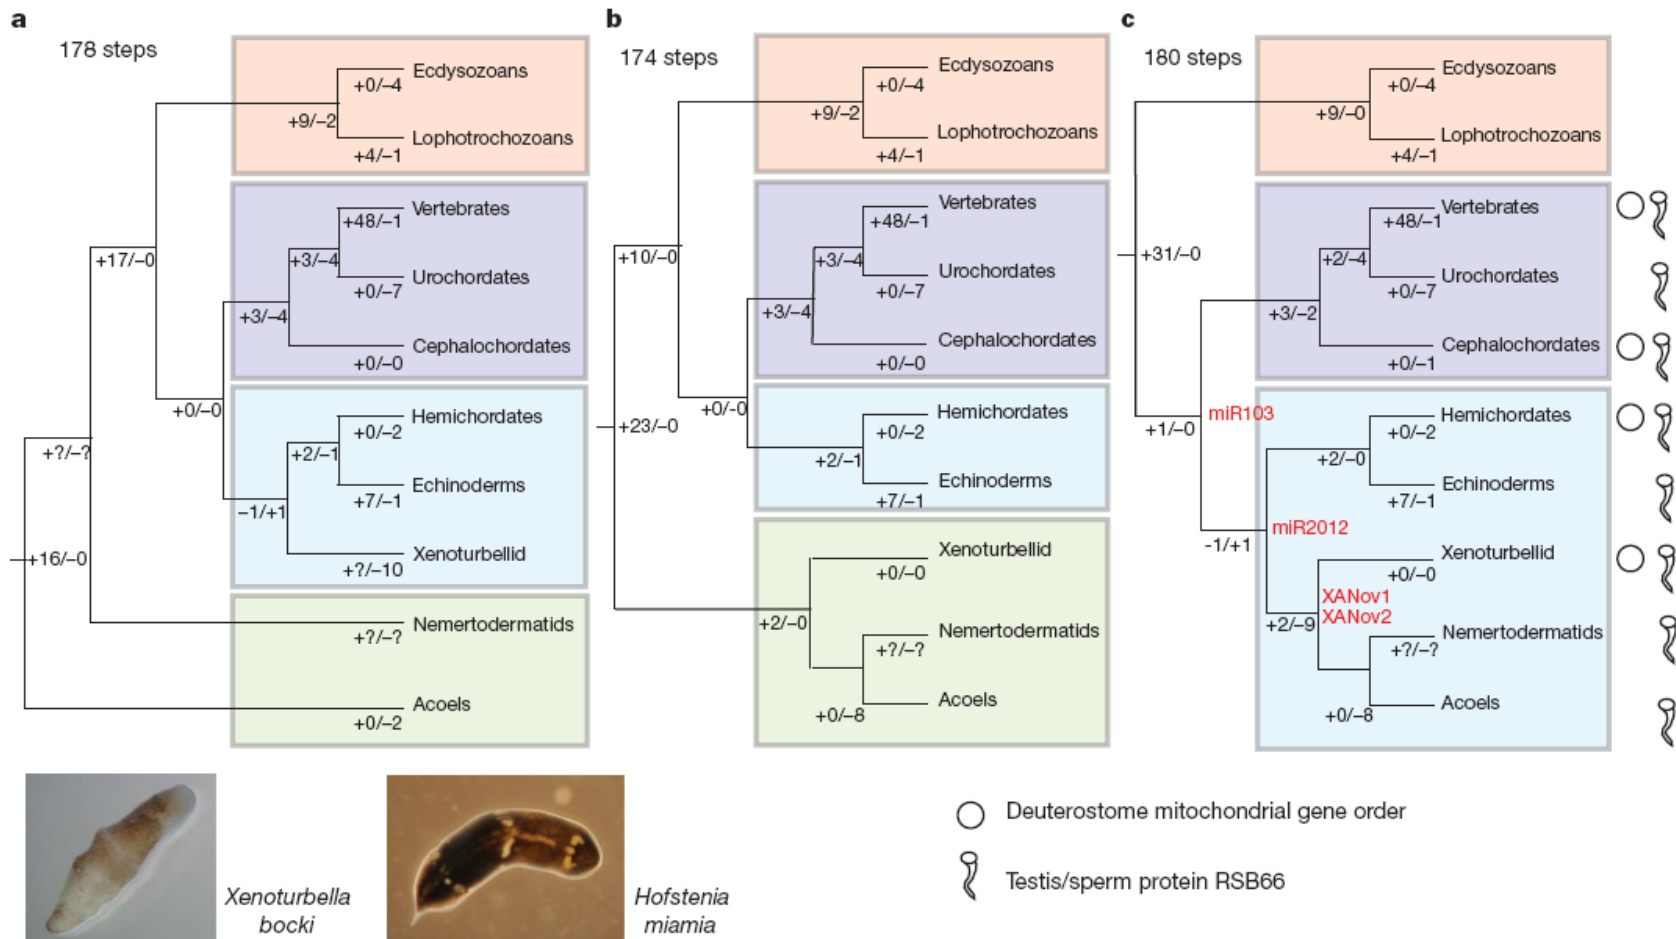 a
178 steps
Ecdysozoans
+0/–4
+9/–2
Lophotrochozoans
+4/–1
Vertebrates
+48/–1
+3/–4
Urochordates
+0/–7
+3/–4
Cephalochordates
+0/–0
+17/–0
+0/–0
Hemichordates
+0/–2
+2/–1
Echinoderms
+7/–1
–1/+1
Xenoturbellid
+?/–10
+?/–?
+16/–0
Nemertodermatids
+?/–?
Acoels
+0/–2
b
174 steps
Ecdysozoans
+0/–4
+9/–2
Lophotrochozoans
+4/–1
Vertebrates
+48/–1
+3/–4
Urochordates
+0/–7
+3/–4
Cephalochordates
+0/–0
+10/–0
+0/–0
Hemichordates
+0/–2
+2/–1
Echinoderms
+7/–1
+23/–0
Xenoturbellid
+0/–0
+2/–0
Nemertodermatids
+?/–?
Acoels
+0/–8
c
180 steps
Ecdysozoans
+0/–4
+9/–0
Lophotrochozoans
+4/–1
Vertebrates
+48/–1
+2/–4
Urochordates
+0/–7
+3/–2
Cephalochordates
+0/–1
+31/–0
miR103
+1/–0
Hemichordates
+0/–2
+2/–0
Echinoderms
+7/–1
miR2012
-1/+1
Xenoturbellid
+0/–0
XANov1
XANov2
+2/–9
Nemertodermatids
+?/–?
Acoels
+0/–8
Xenoturbella
bocki
Hofstenia
miamia
Deuterostome mitochondrial gene order
Testis/sperm protein RSB66